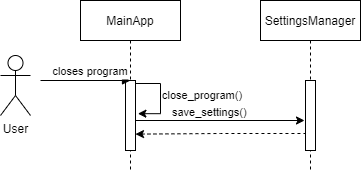 MainApp
SettingsManager
closes program
close_program()
save_settings()
User